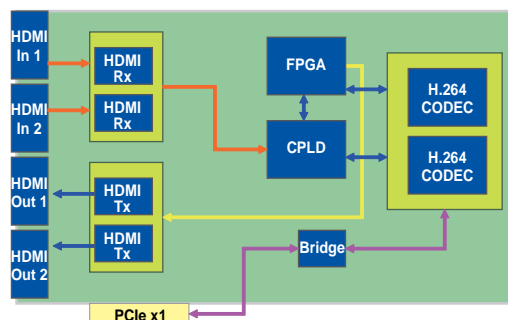 HDMI
In 1
HDMI
In 2
HDMI
Out 1
HDMI
Out 2
HDMI
Rx
HDMI
Rx
HDMI
Tx
HDMI
Tx
FPGA
CPLD
H.264
CODEC
H.264
CODEC
Bridge
PCIe x1